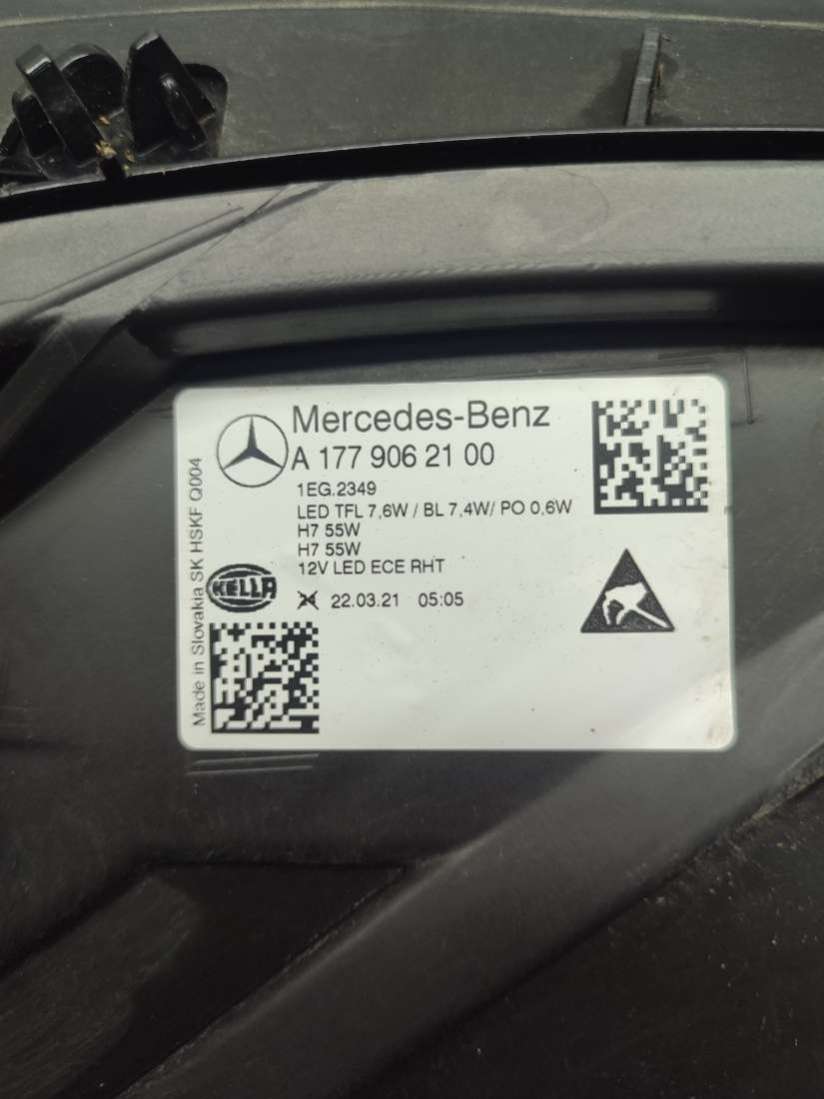 Mercedes-Benz
A 177 906 21 00
1EG.2349
LED TFL 7,6W / BL 7,4W/ PO 0,6W
H7 55W
H7 55W
12V LED ECE RHT
HELLA
22.03.21 05:05
Made in Slovakia SK HSKF Q004